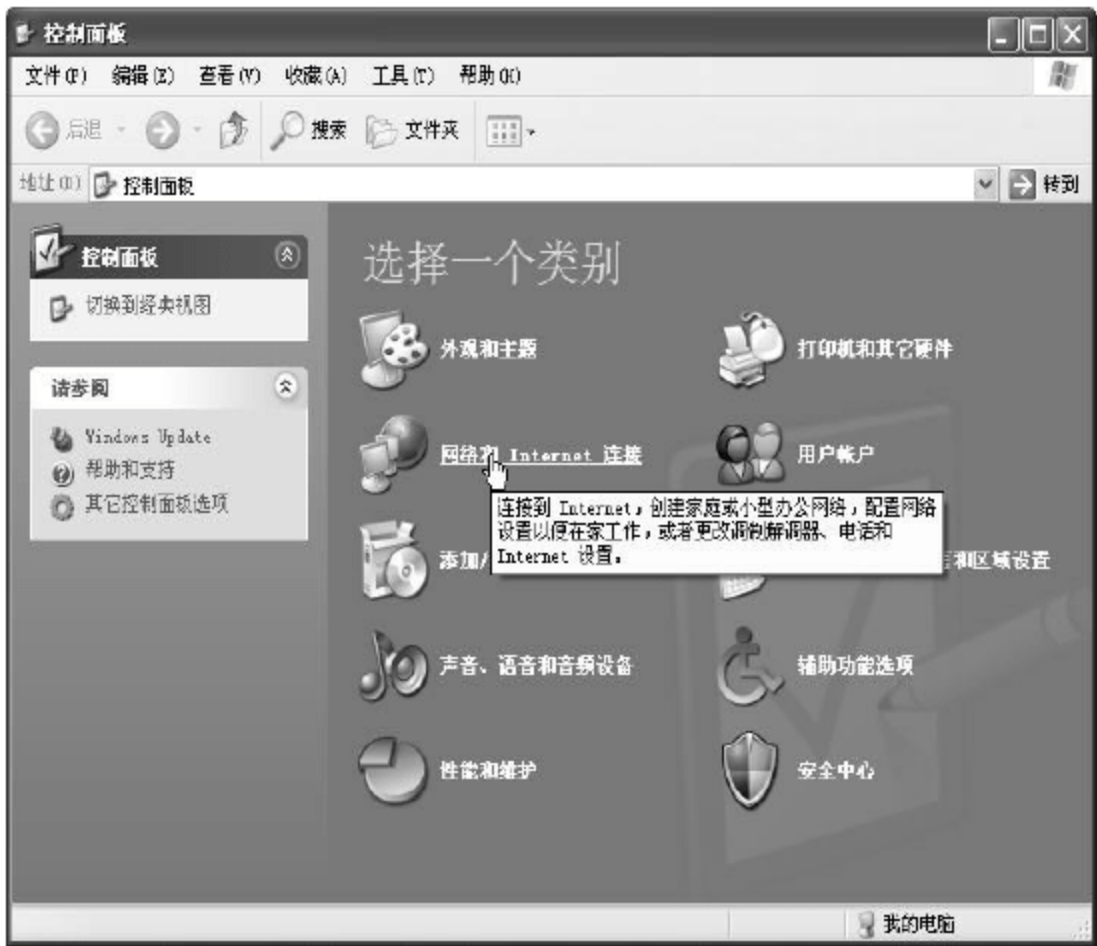 控制面板
文件(F) 编辑(E) 查看(V) 收藏(A) 工具(T) 帮助(H)
后退 搜索 文件夹
地址(D) 控制面板 转到
控制面板
切换到经典视图
请参阅
Windows Update
帮助和支持
其它控制面板选项
选择一个类别
外观和主题 打印机和其它硬件
网络和 Internet 连接 用户帐户
连接到 Internet，创建家庭或小型办公网络，配置网络
设置以便在家工作，或者更改调制解调器、电话和
Internet 设置。
添加/ 和区域设置
声音、语音和音频设备 辅助功能选项
性能和维护 安全中心
我的电脑